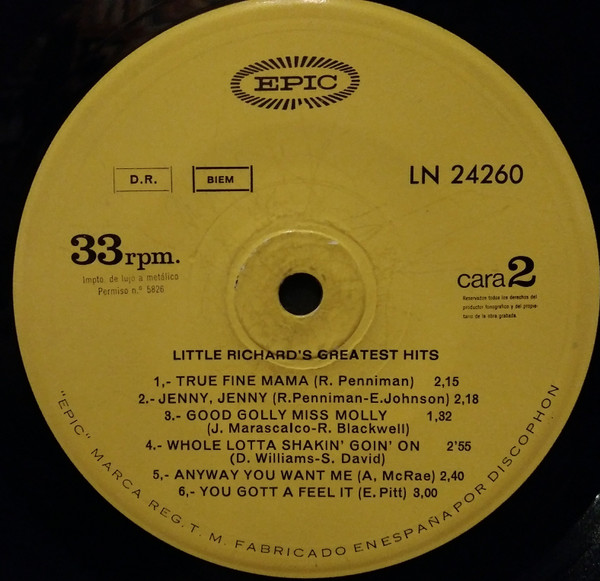 EPIC
D.R.
BIEM
LN 24260
33 rpm.
Impto. de lujo a metálico
Permiso n.º 5826
cara 2
Reservados todos los derechos del
productor fonográfico y del propie-
tario de la obra grabada
LITTLE RICHARD'S GREATEST HITS
1,- TRUE FINE MAMA (R. Penniman) 2,15
2.- JENNY, JENNY (R.Penniman-E.Johnson) 2,18
3.- GOOD GOLLY MISS MOLLY 1,32
(J. Marascalco-R. Blackwell)
4.- WHOLE LOTTA SHAKIN' GOIN' ON 2'55
(D. Williams-S. David)
5,- ANYWAY YOU WANT ME (A, McRae) 2,40
6,- YOU GOTT A FEEL IT (E. Pitt) 3,00
"EPIC" MARCA REG. T. M. FABRICADO EN ESPAÑA POR DISCOPHON